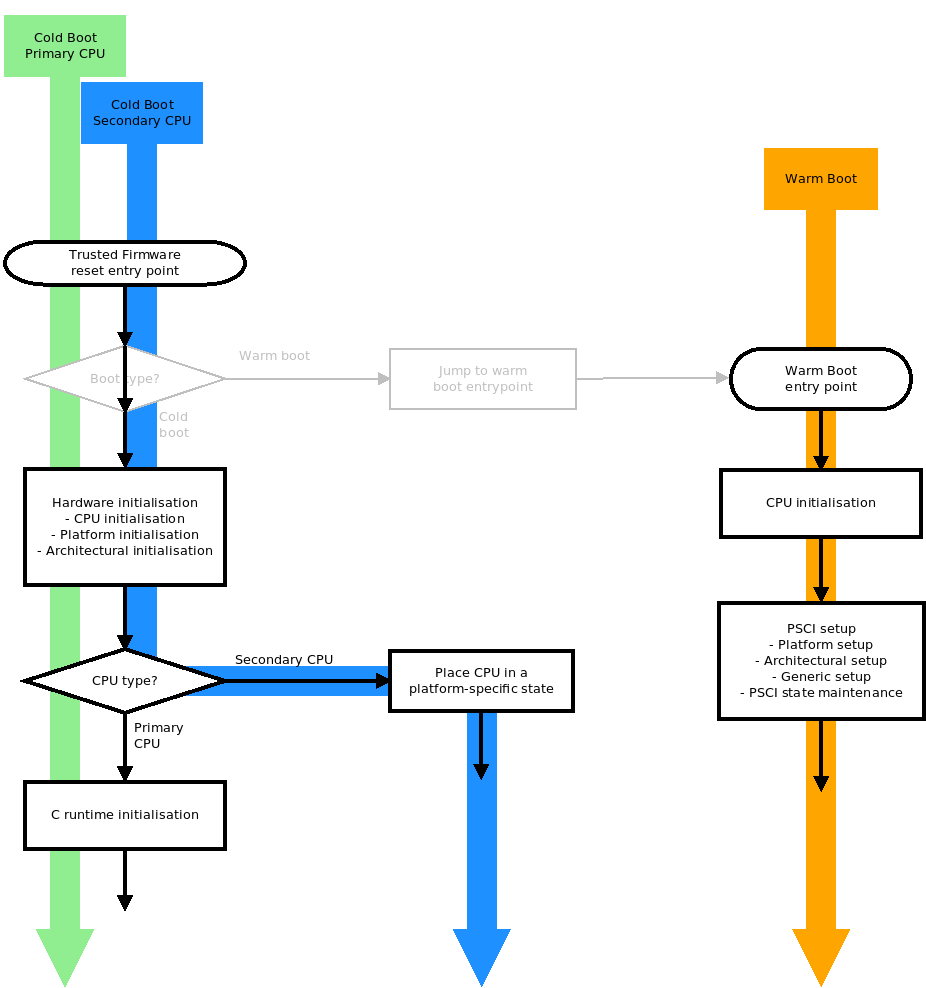 Cold Boot
Primary CPU
Cold Boot
Secondary CPU
Warm Boot
Trusted Firmware
reset entry point
Boot type?
Warm boot
Jump to warm
boot entrypoint
Warm Boot
entry point
Cold
boot
Hardware initialisation
- CPU initialisation
- Platform initialisation
- Architectural initialisation
CPU initialisation
CPU type?
Secondary CPU
Place CPU in a
platform-specific state
PSCI setup
- Platform setup
- Architectural setup
- Generic setup
- PSCI state maintenance
Primary
CPU
C runtime initialisation